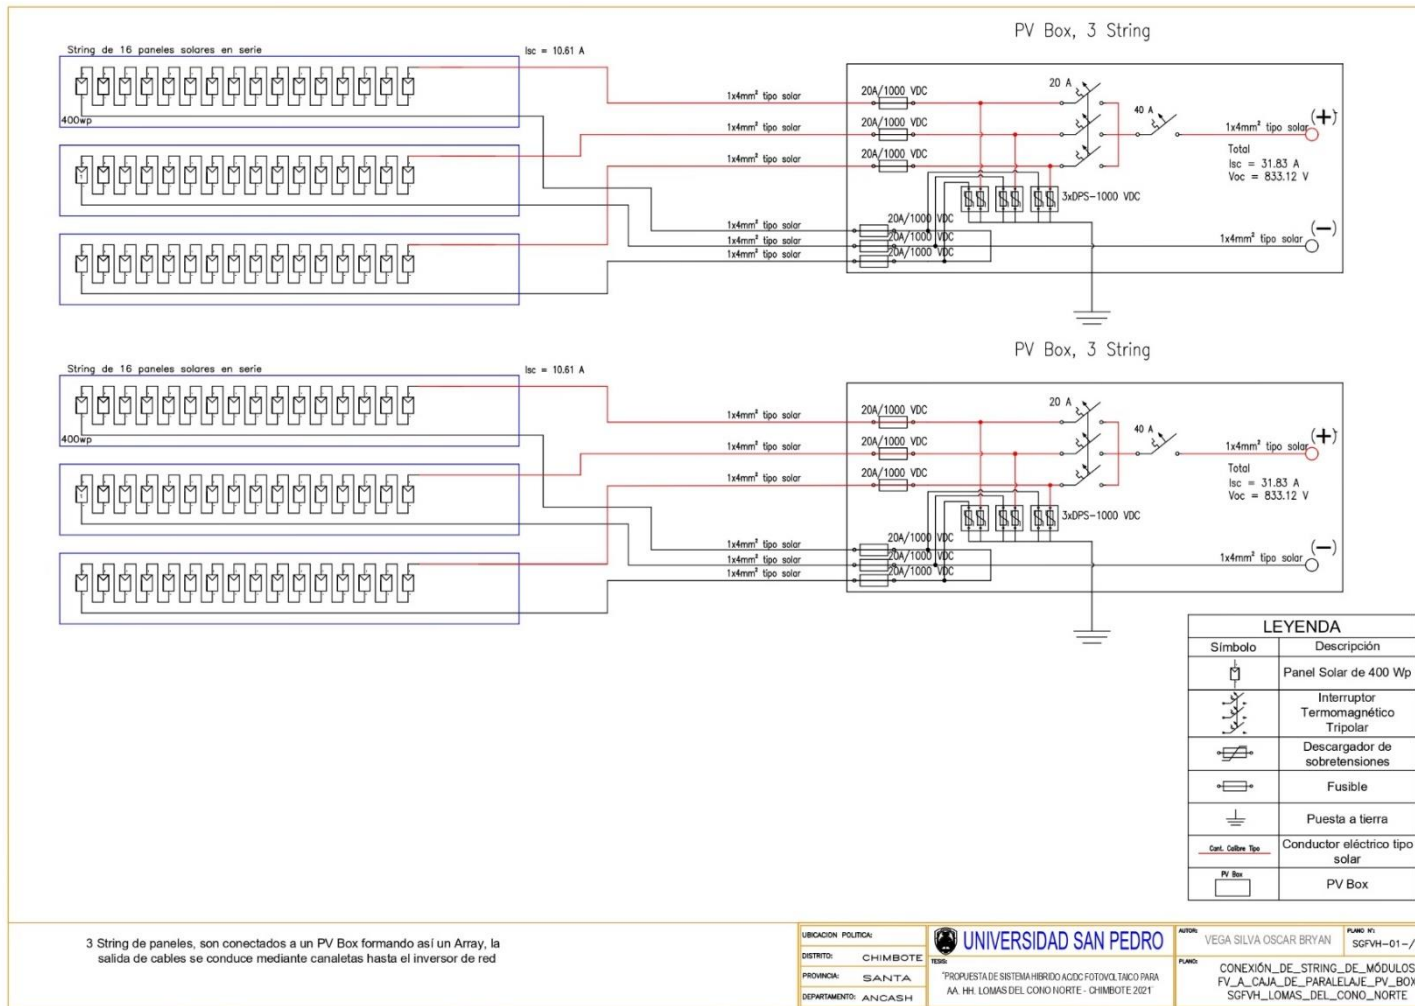 PV Box, 3 String
String de 16 paneles solares en serie
Isc = 10.61 A
400wp
1
1x4mm² tipo solar
1x4mm² tipo solar
1x4mm² tipo solar
1x4mm² tipo solar
1x4mm² tipo solar
1x4mm² tipo solar
20A/1000 VDC
20A/1000 VDC
20A/1000 VDC
20 A
40 A
3xDPS-1000 VDC
20A/1000 VDC
20A/1000 VDC
20A/1000 VDC
1x4mm² tipo solar
(+)
Total
Isc = 31.83 A
Voc = 833.12 V
1x4mm² tipo solar
(-)
PV Box, 3 String
String de 16 paneles solares en serie
Isc = 10.61 A
400wp
1
1x4mm² tipo solar
1x4mm² tipo solar
1x4mm² tipo solar
1x4mm² tipo solar
1x4mm² tipo solar
1x4mm² tipo solar
20A/1000 VDC
20A/1000 VDC
20A/1000 VDC
20 A
40 A
3xDPS-1000 VDC
20A/1000 VDC
20A/1000 VDC
20A/1000 VDC
1x4mm² tipo solar
(+)
Total
Isc = 31.83 A
Voc = 833.12 V
1x4mm² tipo solar
(-)
LEYENDA
Símbolo Descripción
Panel Solar de 400 Wp
Interruptor
Termomagnético
Tripolar
Descargador de
sobretensiones
Fusible
Puesta a tierra
Cant. Calibre Tipo
Conductor eléctrico tipo
solar
PV Box
PV Box
3 String de paneles, son conectados a un PV Box formando así un Array, la
salida de cables se conduce mediante canaletas hasta el inversor de red
UBICACION POLITICA:
DISTRITO: CHIMBOTE
PROVINCIA: SANTA
DEPARTAMENTO: ANCASH
UNIVERSIDAD SAN PEDRO
TESIS:
"PROPUESTA DE SISTEMA HIBRIDO AC/DC FOTOVOLTAICO PARA
AA. HH. LOMAS DEL CONO NORTE - CHIMBOTE 2021"
AUTOR:
VEGA SILVA OSCAR BRYAN
PLANO N°:
SGFVH-01-/
PLANO:
CONEXIÓN_DE_STRING_DE_MÓDULOS
FV_A_CAJA_DE_PARALELAJE_PV_BOX
SGFVH_LOMAS_DEL_CONO_NORTE